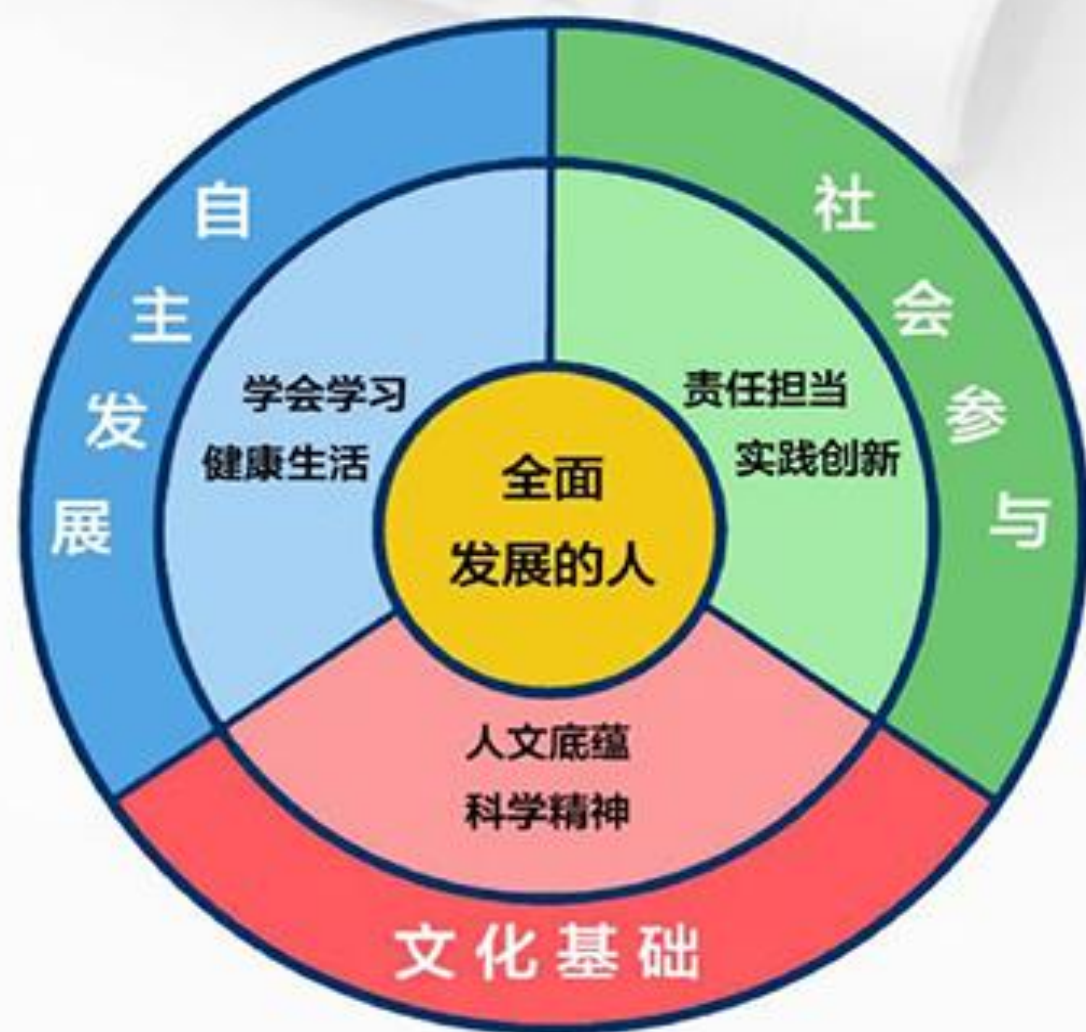 自主发展
社会参与
学会学习
健康生活
责任担当
实践创新
全面
发展的人
人文底蕴
科学精神
文化基础